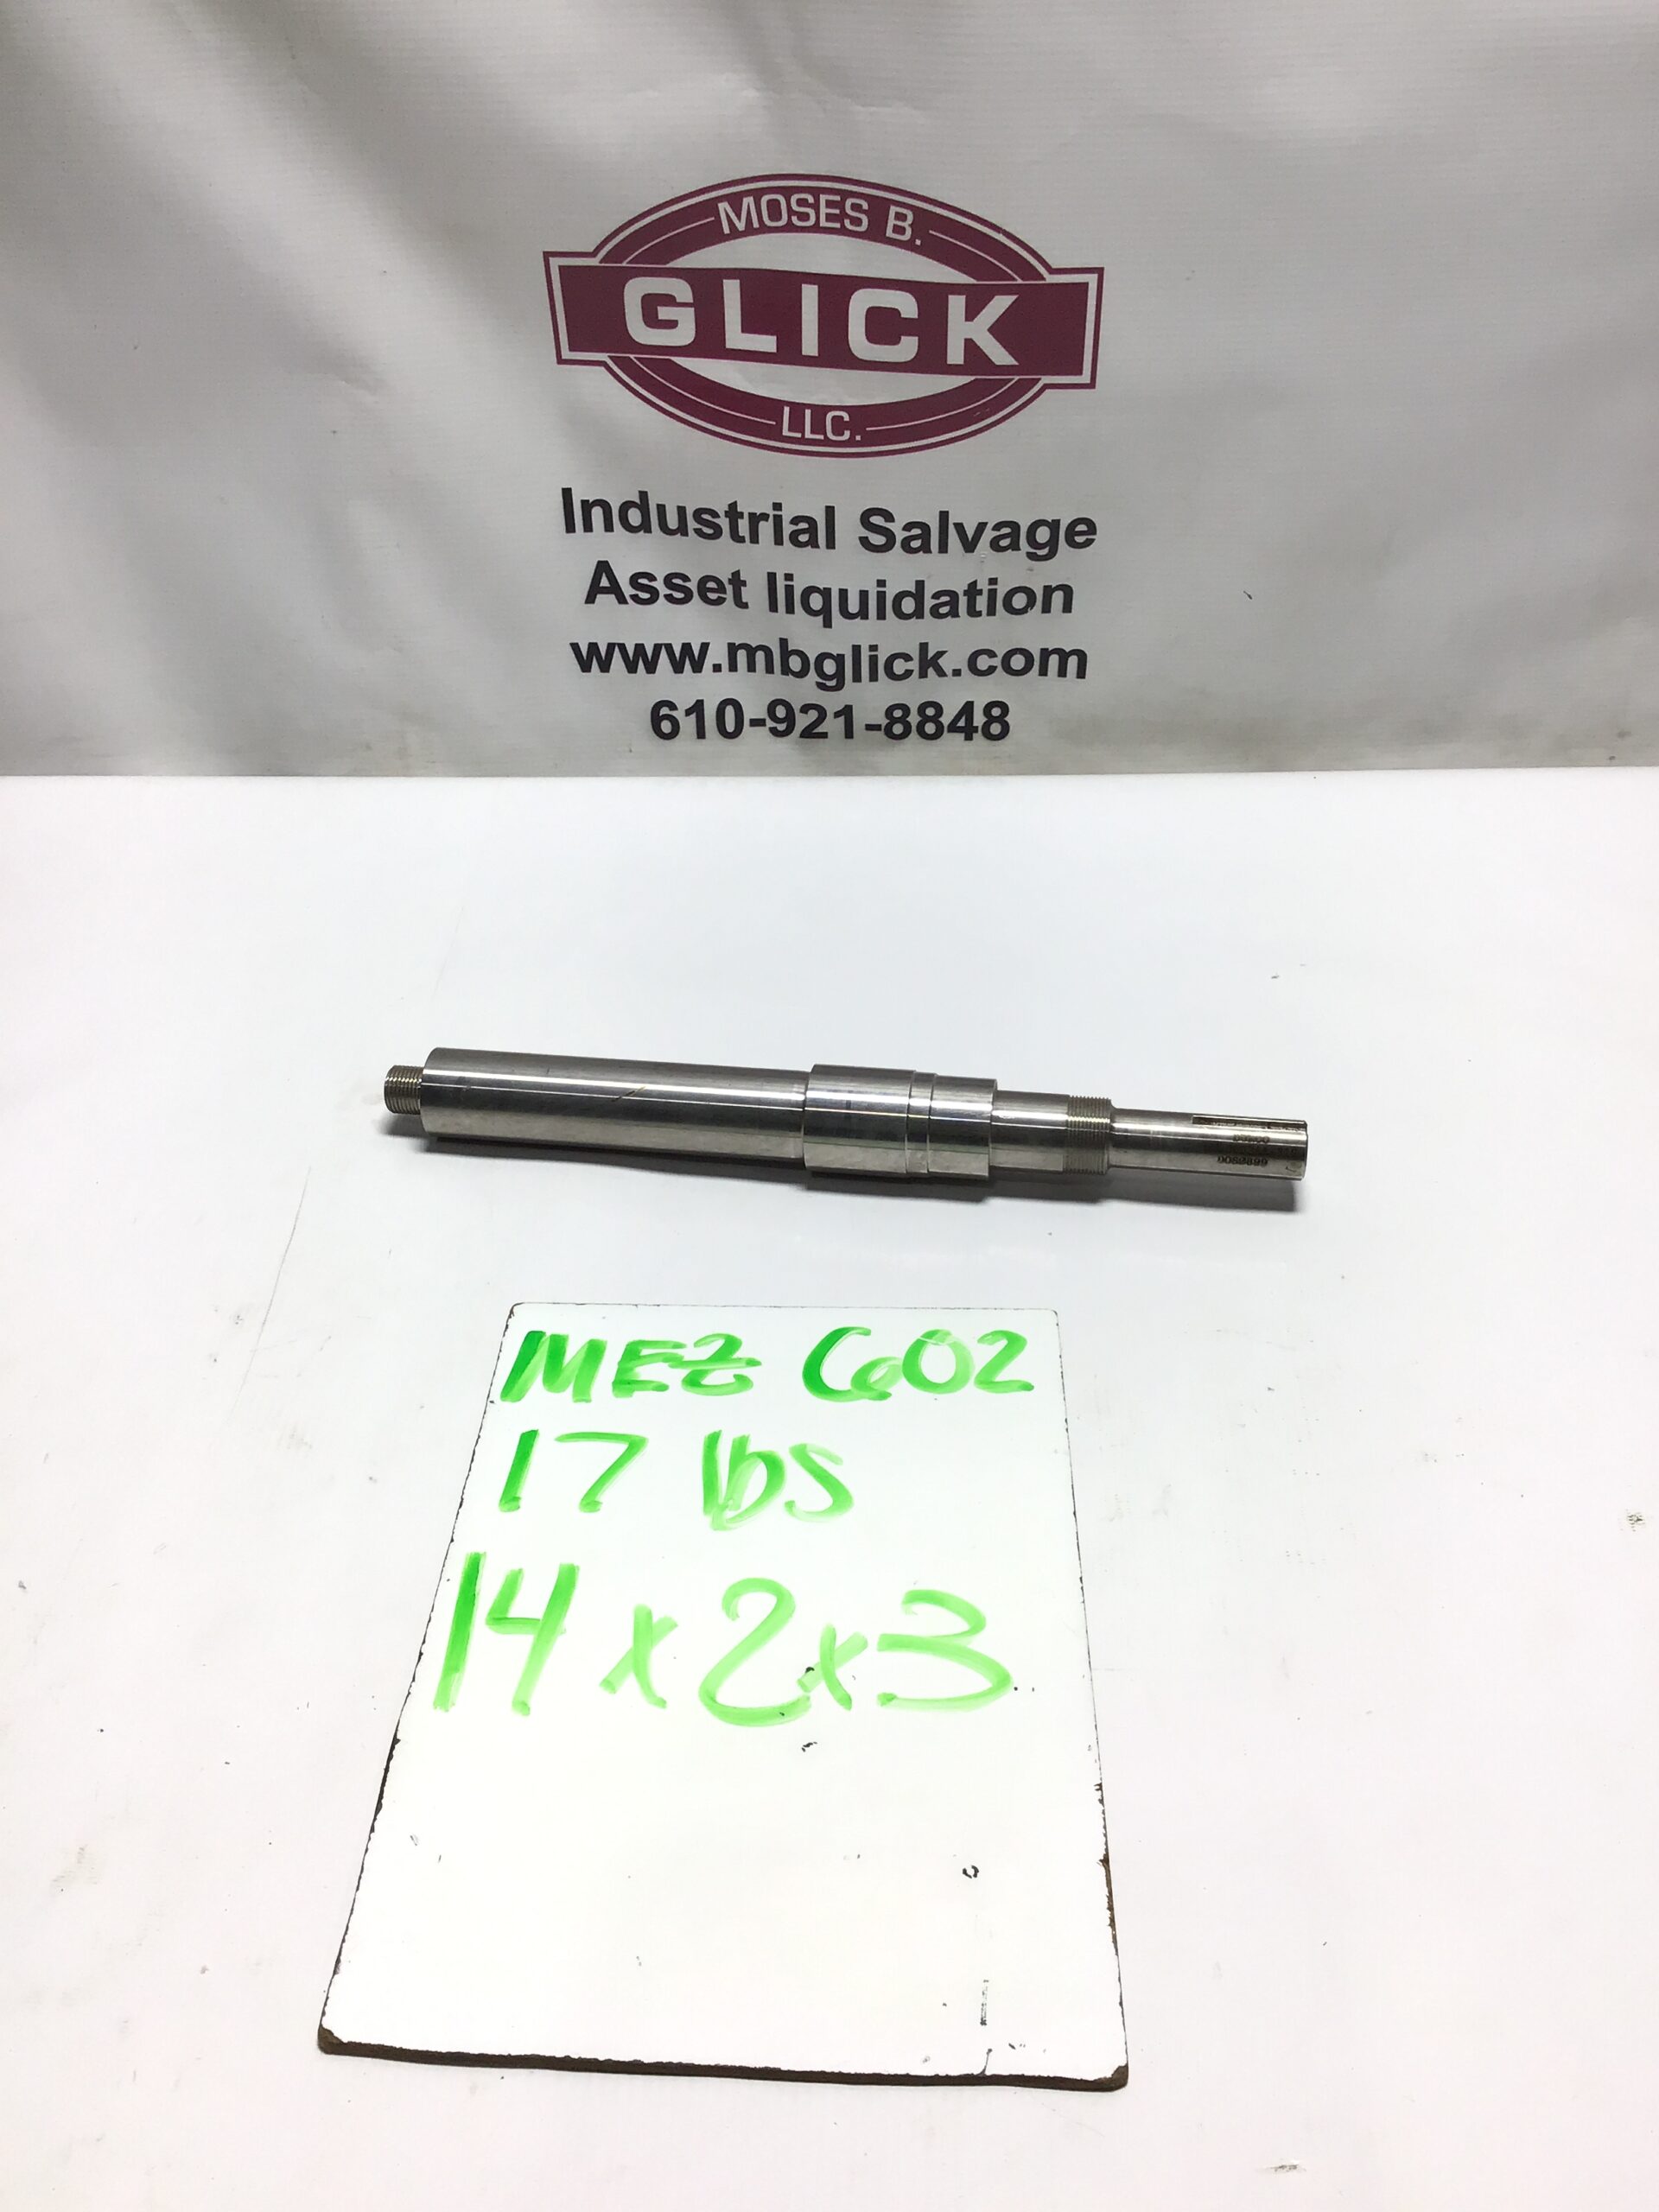 MOSES B.
GLICK
LLC.
Industrial Salvage
Asset liquidation
www.mbglick.com
610-921-8848
MEZ 602
17 lbs
14 x 2 x 3